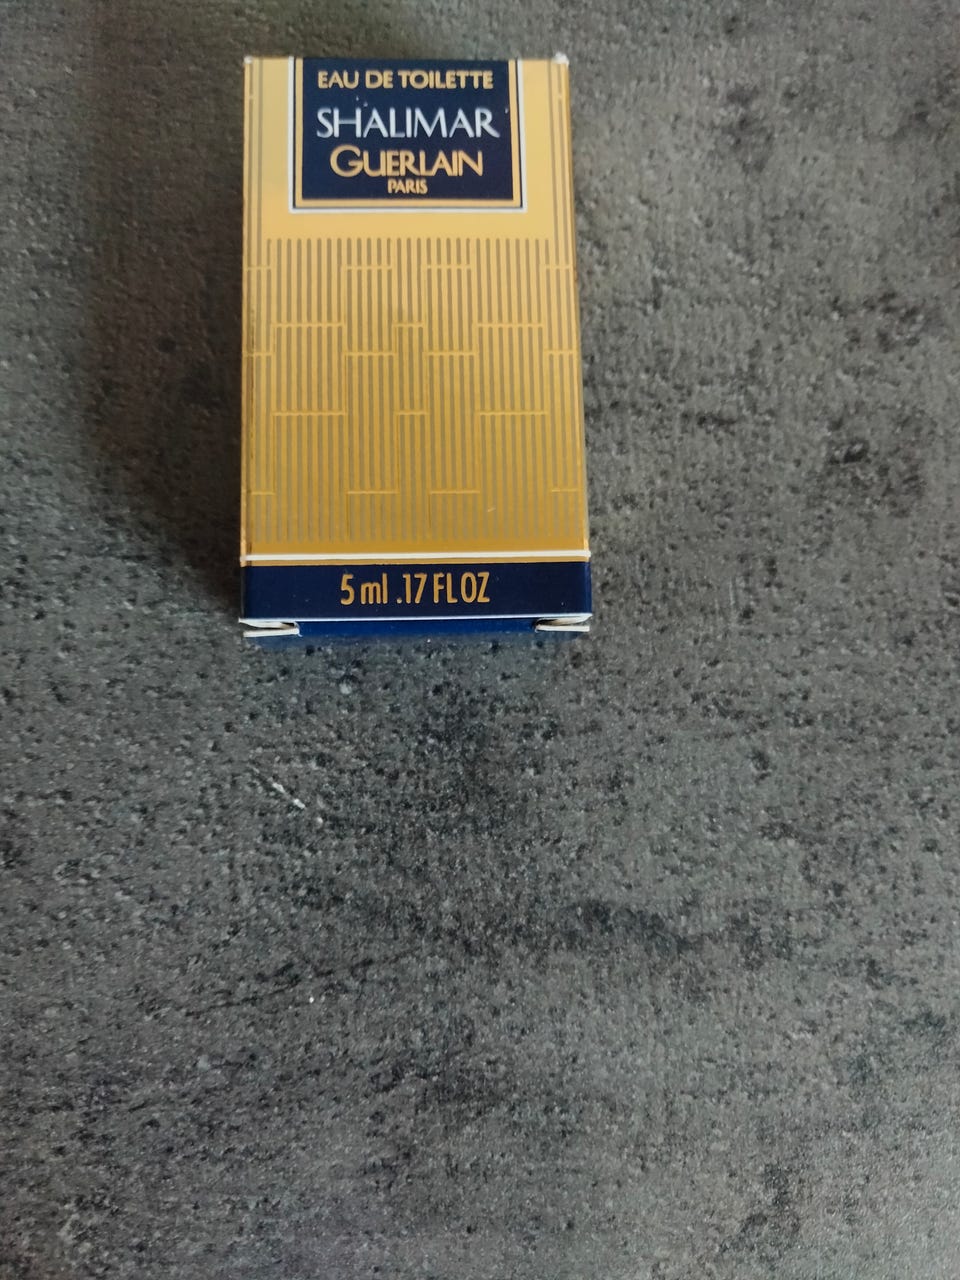 EAU DE TOILETTE
SHALIMAR
GUERLAIN
PARIS
5 ml .17 FL OZ